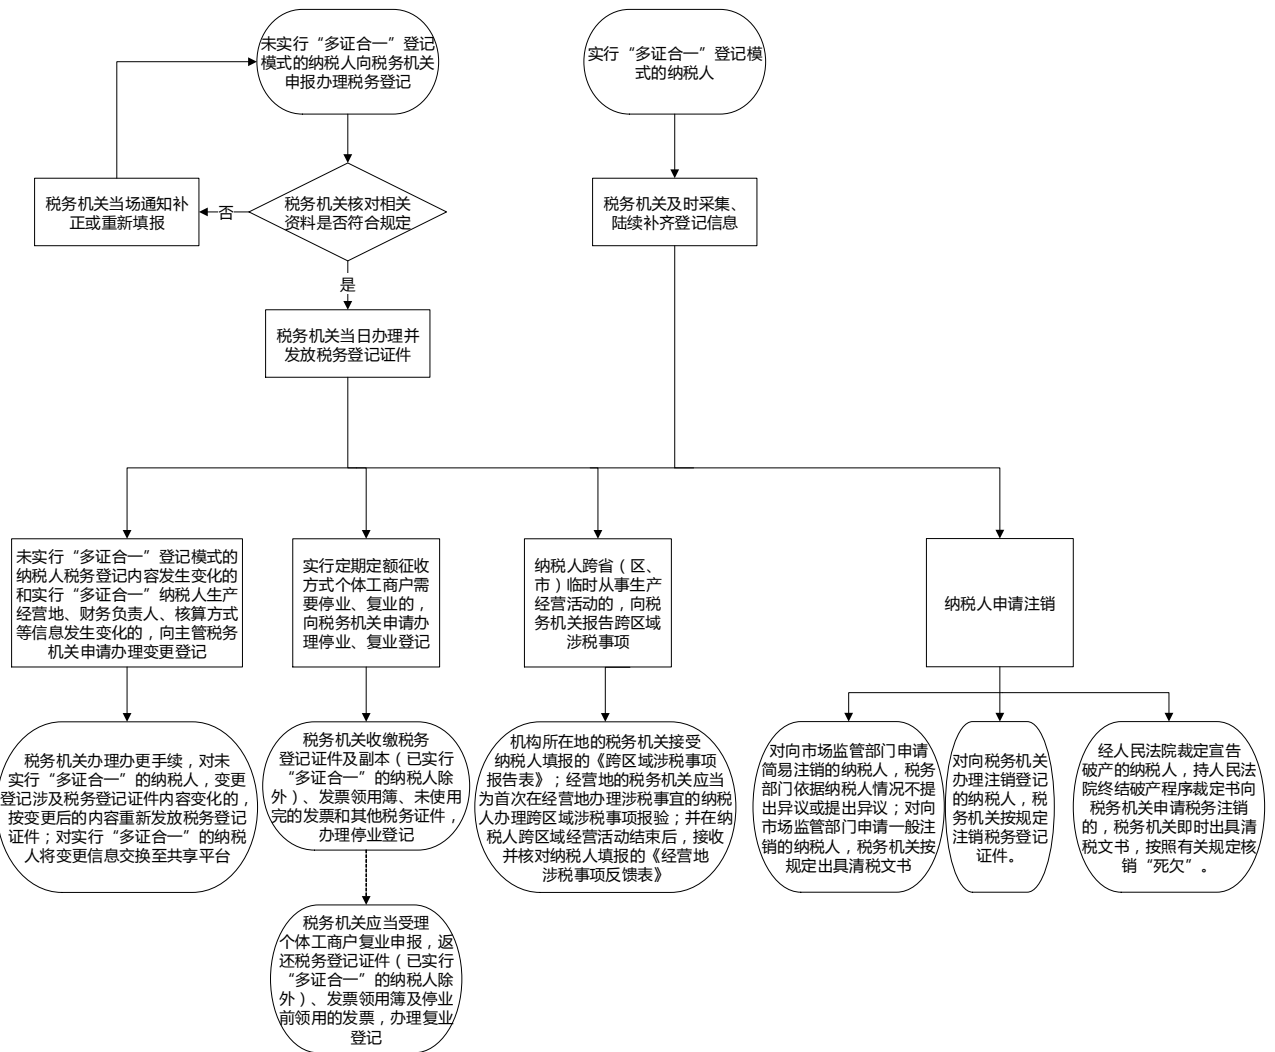 未实行“多证合一”登记
模式的纳税人向税务机关
申报办理税务登记
实行“多证合一”登记模
式的纳税人
税务机关当场通知补
正或重新填报
否
税务机关核对相关
资料是否符合规定
税务机关及时采集、
陆续补齐登记信息
是
税务机关当日办理并
发放税务登记证件
未实行“多证合一”登记模式的
纳税人税务登记内容发生变化的
和实行“多证合一”纳税人生产
经营地、财务负责人、核算方式
等信息发生变化的，向主管税务
机关申请办理变更登记
实行定期定额征收
方式个体工商户需
要停业、复业的，
向税务机关申请办
理停业、复业登记
纳税人跨省（区、
市）临时从事生产
经营活动的，向税
务机关报告跨区域
涉税事项
纳税人申请注销
税务机关办理办更手续，对未
实行“多证合一”的纳税人，变更
登记涉及税务登记证件内容变化的，
按变更后的内容重新发放税务登记
证件；对实行“多证合一”的纳税
人将变更信息交换至共享平台
税务机关收缴税务
登记证件及副本（已实行
“多证合一”的纳税人除
外）、发票领用簿、未使用
完的发票和其他税务证件，
办理停业登记
机构所在地的税务机关接受
纳税人填报的《跨区域涉税事项
报告表》；经营地的税务机关应当
为首次在经营地办理涉税事宜的纳税
人办理跨区域涉税事项报验；并在纳
税人跨区域经营活动结束后，接收
并核对纳税人填报的《经营地
涉税事项反馈表》
对向市场监管部门申请
简易注销的纳税人，税务
部门依据纳税人情况不提
出异议或提出异议；对向
市场监管部门申请一般注
销的纳税人，税务机关按
规定出具清税文书
对向税务机关
办理注销登记
的纳税人，税
务机关按规定
注销税务登记
证件。
经人民法院裁定宣告
破产的纳税人，持人民法
院终结破产程序裁定书向
税务机关申请税务注销
的，税务机关即时出具清
税文书，按照有关规定核
销“死欠”。
税务机关应当受理
个体工商户复业申报，返
还税务登记证件（已实行
“多证合一”的纳税人除
外）、发票领用簿及停业
前领用的发票，办理复业
登记